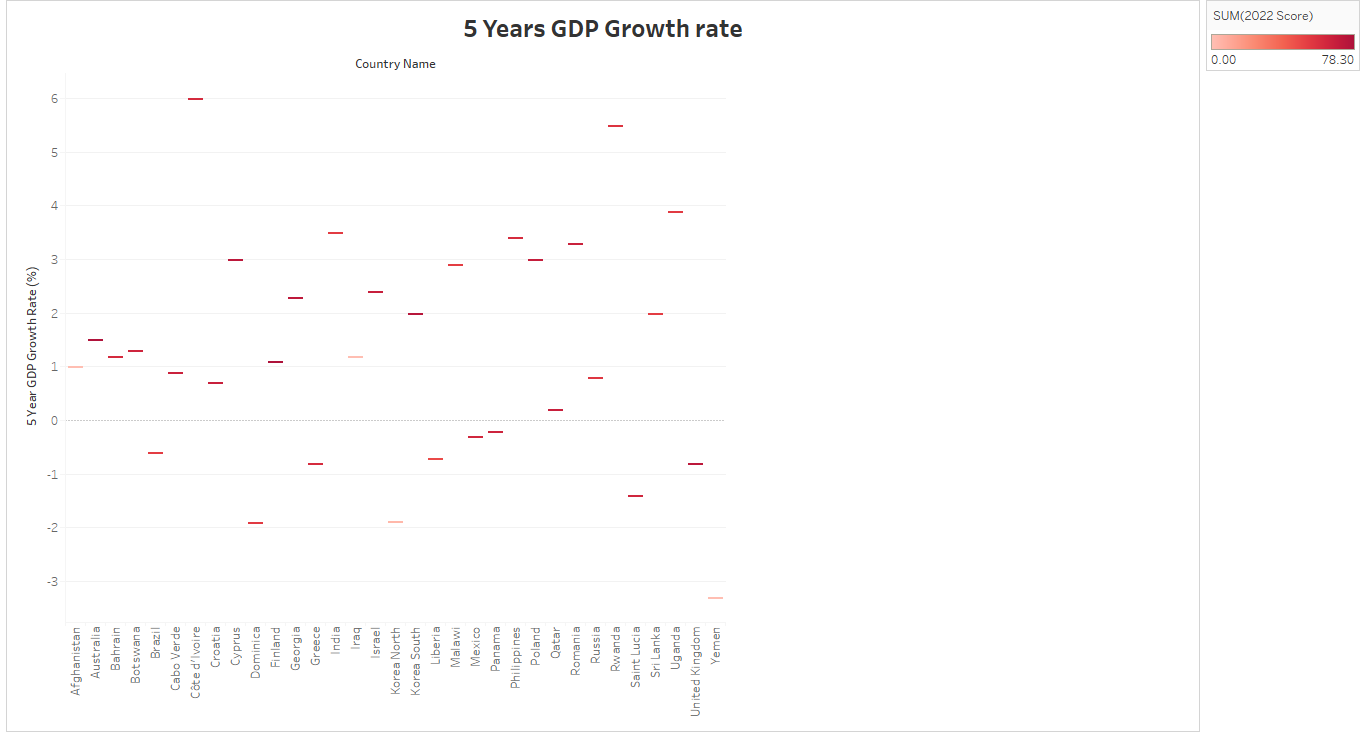 5 Years GDP Growth rate
SUM(2022 Score)
0.00
78.30
Country Name
5 Year GDP Growth Rate (%)
6
5
4
3
2
1
0
-1
-2
-3
Afghanistan
Australia
Bahrain
Botswana
Brazil
Cabo Verde
Côte d'Ivoire
Croatia
Cyprus
Dominica
Finland
Georgia
Greece
India
Iraq
Israel
Korea North
Korea South
Liberia
Malawi
Mexico
Panama
Philippines
Poland
Qatar
Romania
Russia
Rwanda
Saint Lucia
Sri Lanka
Uganda
United Kingdom
Yemen